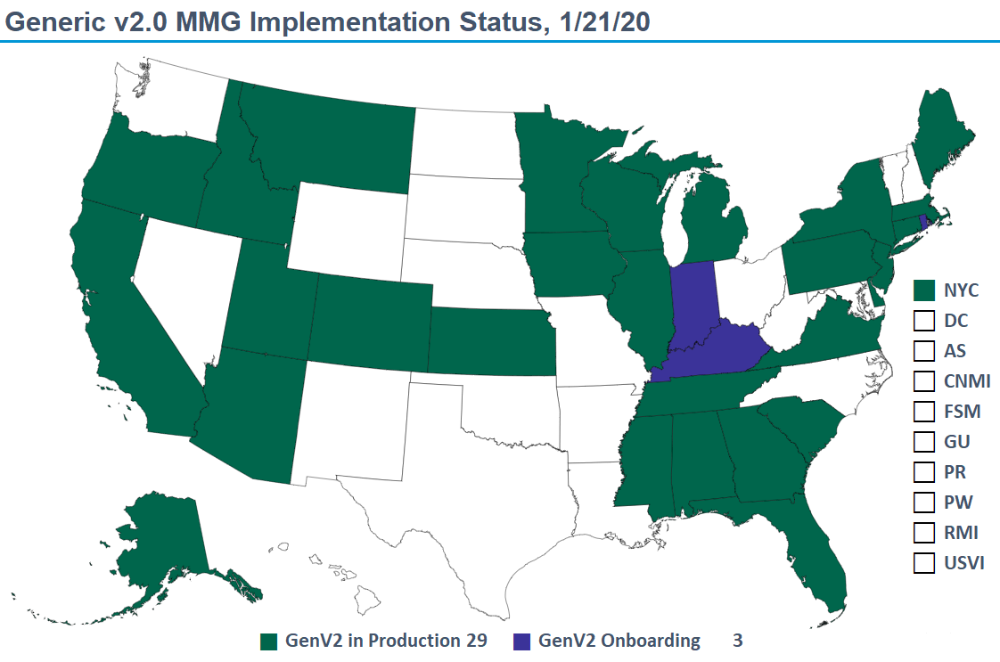 Generic v2.0 MMG Implementation Status, 1/21/20
NYC
DC
AS
CNMI
FSM
GU
PR
PW
RMI
USVI
GenV2 in Production 29 GenV2 Onboarding 3